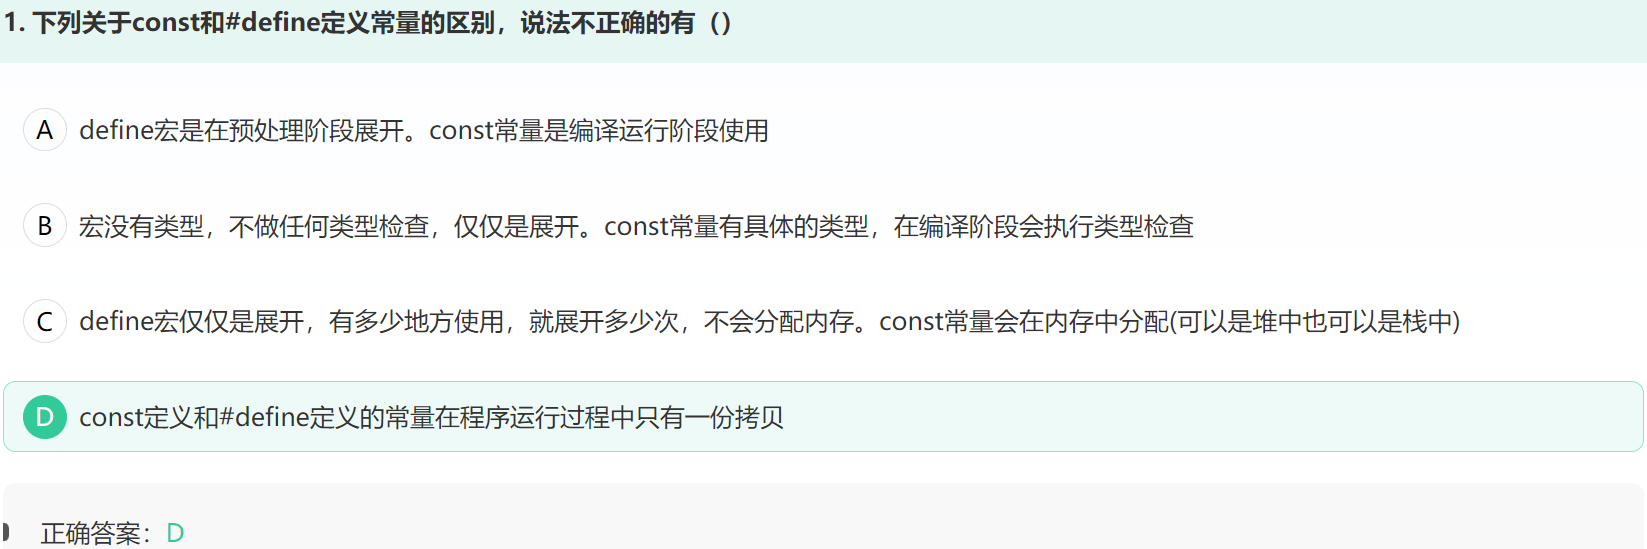 1. 下列关于const和#define定义常量的区别，说法不正确的有（）
A define宏是在预处理阶段展开。const常量是编译运行阶段使用
B 宏没有类型，不做任何类型检查，仅仅是展开。const常量有具体的类型，在编译阶段会执行类型检查
C define宏仅仅是展开，有多少地方使用，就展开多少次，不会分配内存。const常量会在内存中分配(可以是堆中也可以是栈中)
D const定义和#define定义的常量在程序运行过程中只有一份拷贝
正确答案：D